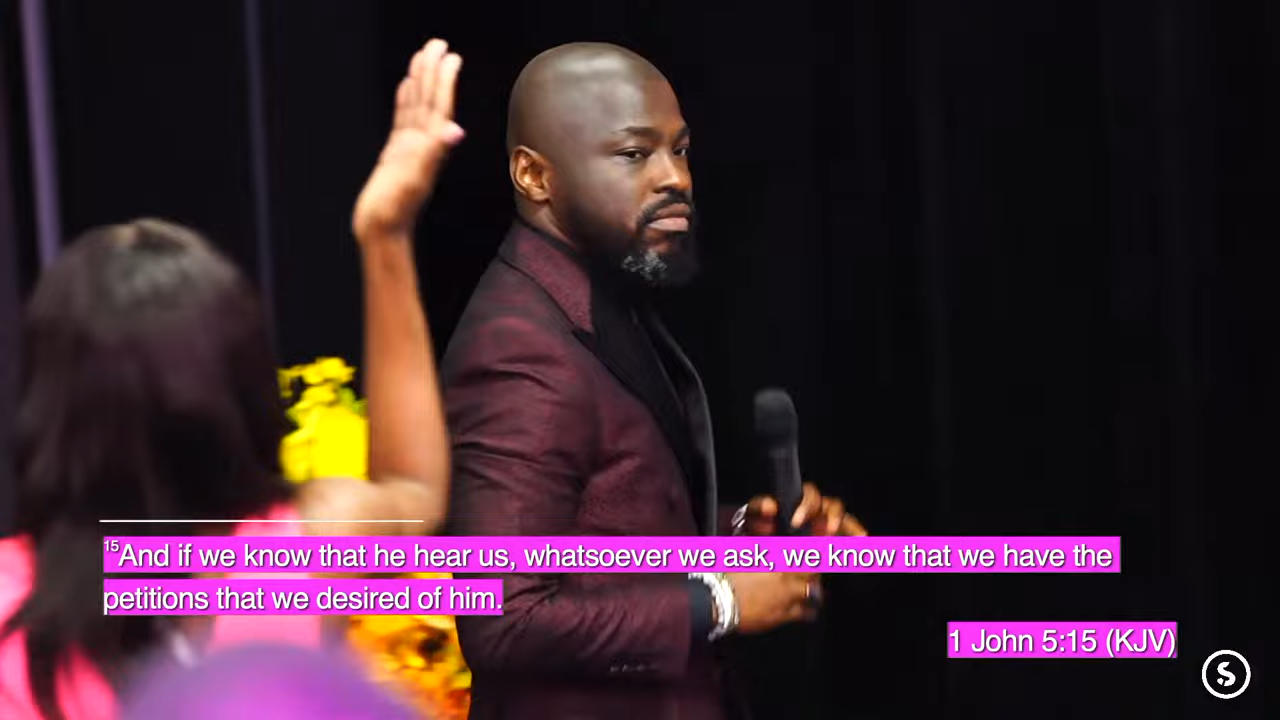 ¹⁵And if we know that he hear us, whatsoever we ask, we know that we have the
petitions that we desired of him.
1 John 5:15 (KJV)
S